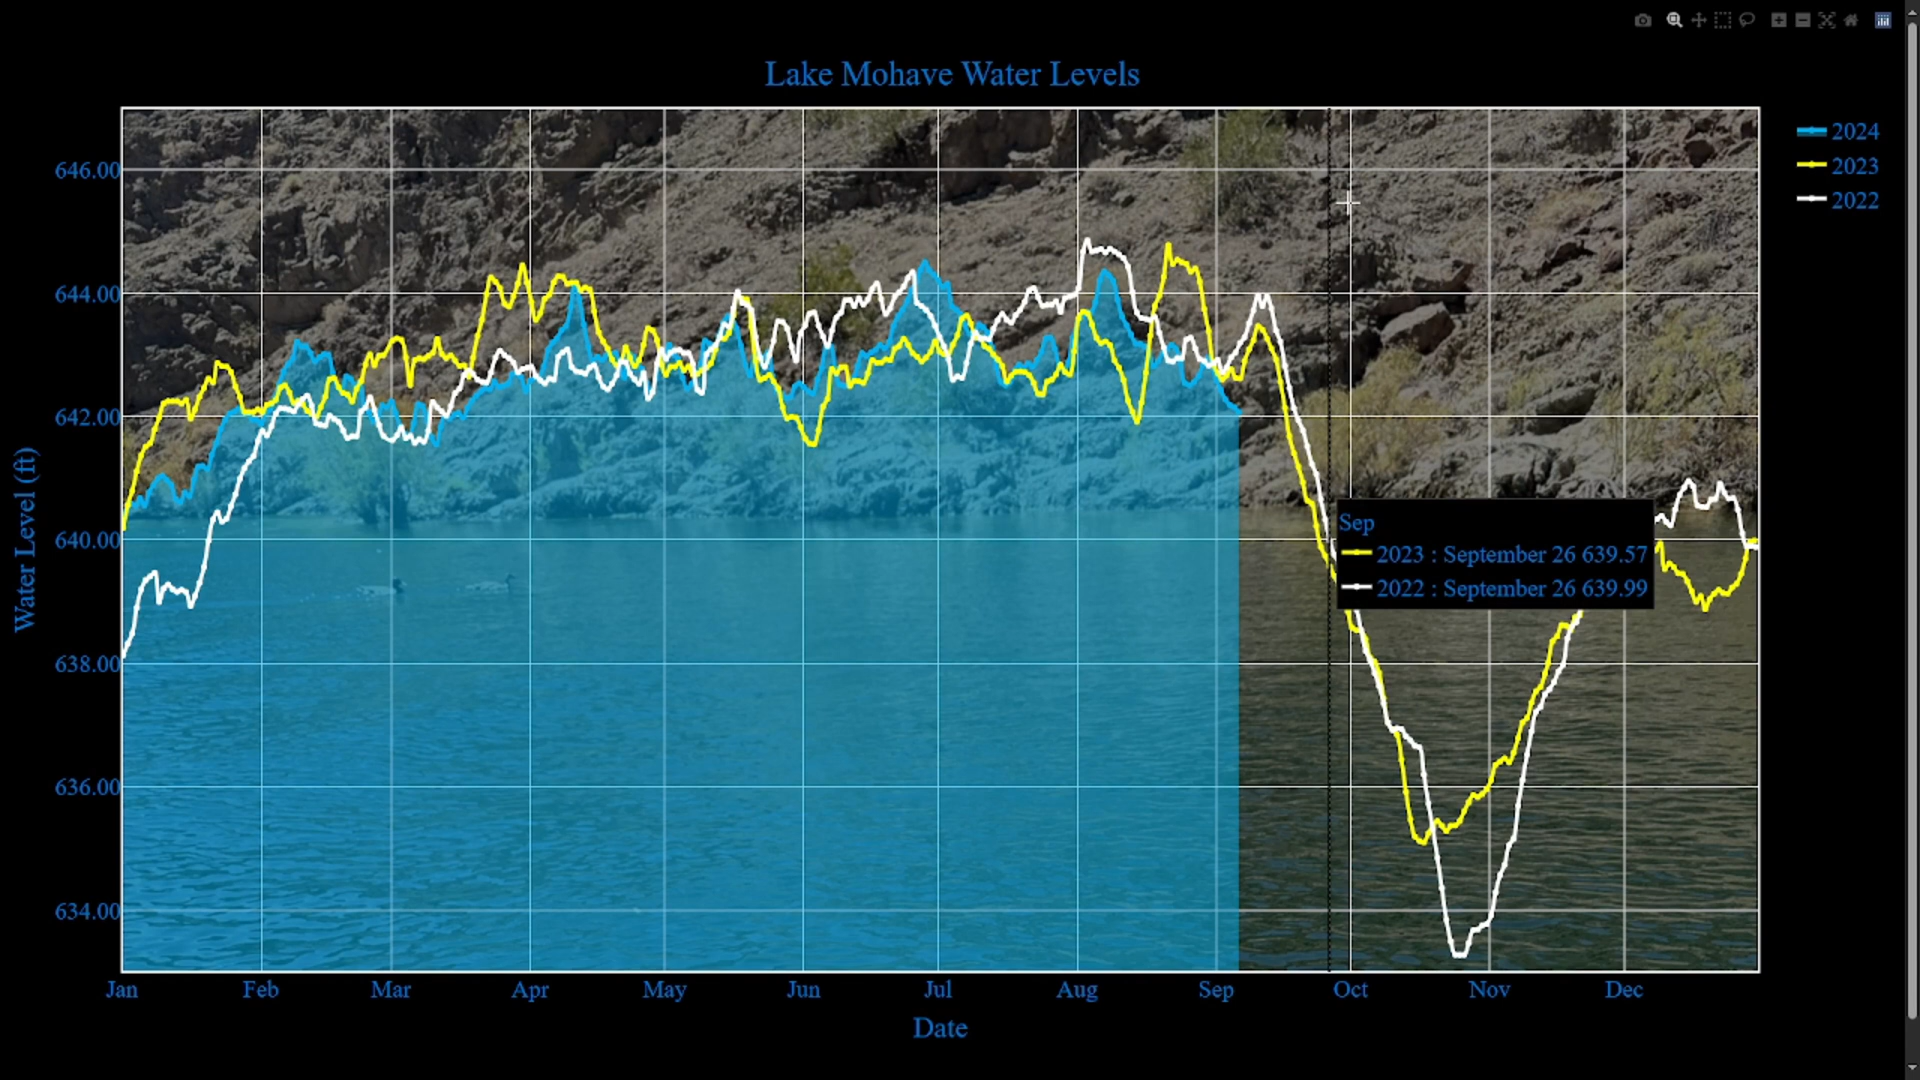 Lake Mohave Water Levels
2024
2023
2022
646.00
644.00
642.00
640.00
638.00
636.00
634.00
Water Level (ft)
Sep
2023 : September 26 639.57
2022 : September 26 639.99
Jan Feb Mar Apr May Jun Jul Aug Sep Oct Nov Dec
Date